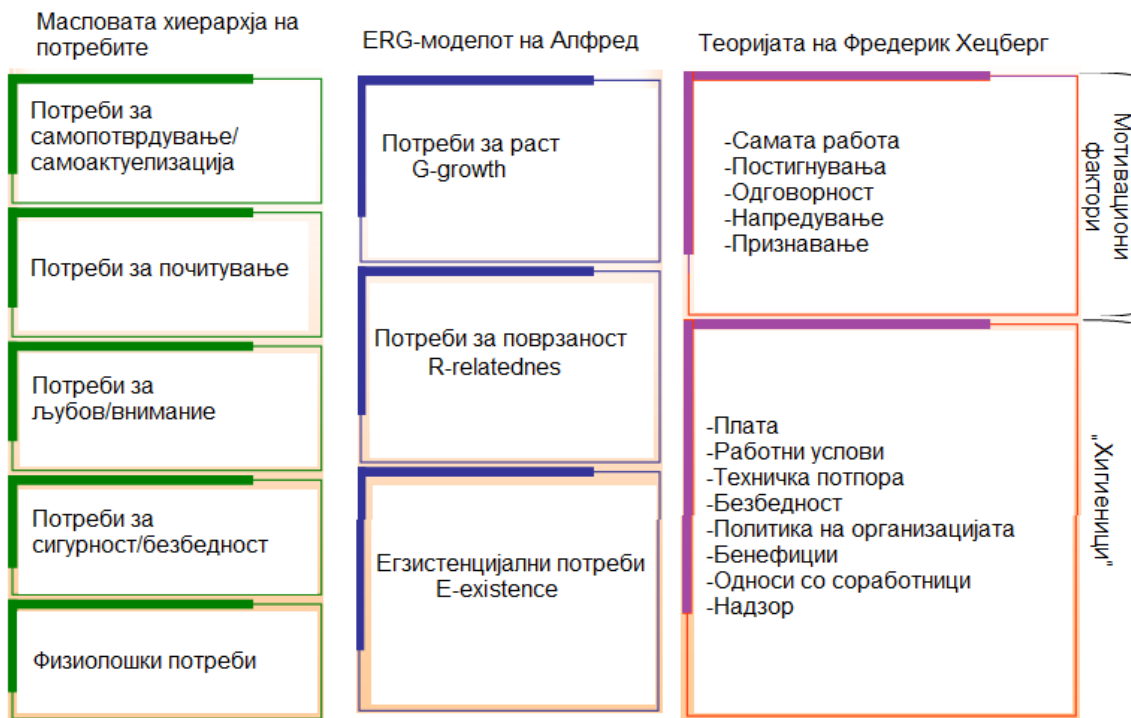 Масловата хиерархја на
потребите
Потреби за
самопотврдување/
самоактуелизација
Потреби за почитување
Потреби за
љубов/внимание
Потреби за
сигурност/безбедност
Физиолошки потреби
ERG-моделот на Алфред
Потреби за раст
G-growth
Потреби за поврзаност
R-relatednes
Егзистенцијални потреби
E-existence
Теоријата на Фредерик Хецберг
-Самата работа
-Постигнувања
-Одговорност
-Напредување
-Признавање
Мотивациони
фактори
-Плата
-Работни услови
-Техничка потпора
-Безбедност
-Политика на организацијата
-Бенефиции
-Односи со соработници
-Надзор
„Хигиеници“